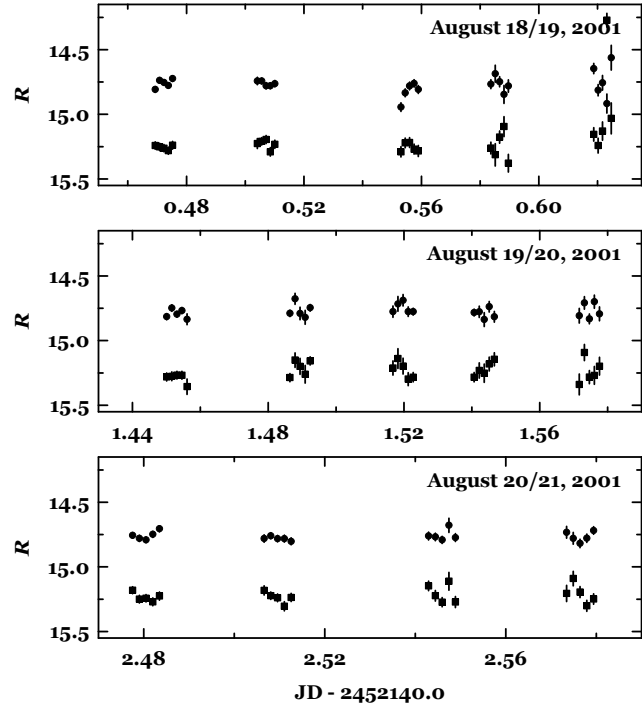 August 18/19, 2001
14.5
R
15.0
15.5
0.48 0.52 0.56 0.60
August 19/20, 2001
14.5
R
15.0
15.5
1.44 1.48 1.52 1.56
August 20/21, 2001
14.5
R
15.0
15.5
2.48 2.52 2.56
JD - 2452140.0